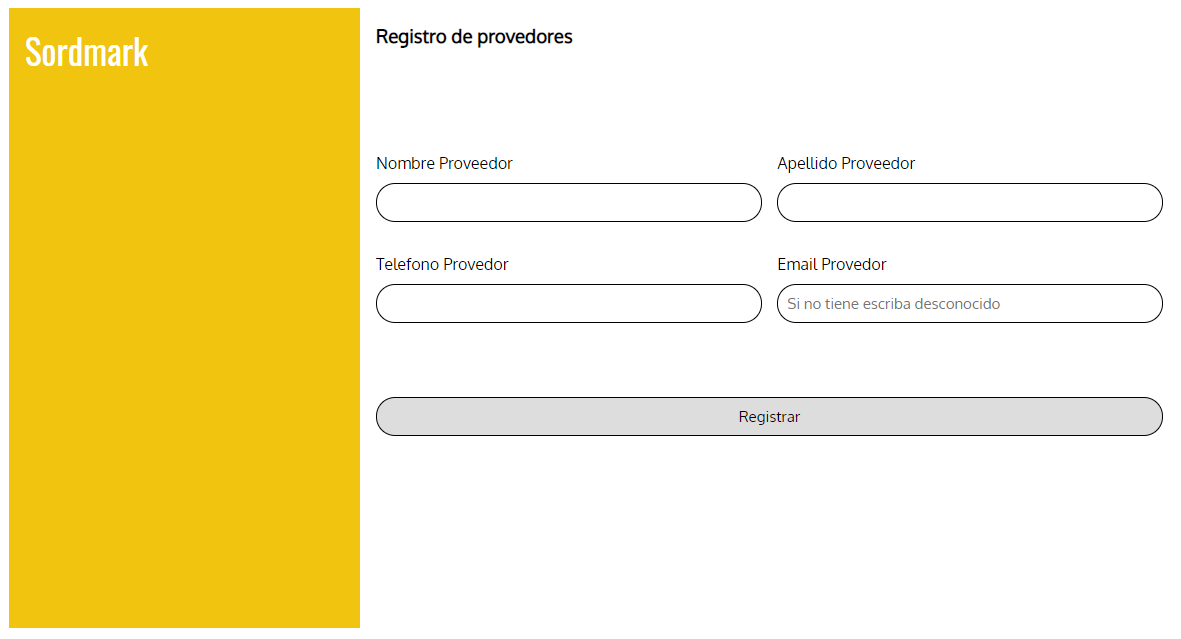 Sordmark
Registro de provedores
Nombre Proveedor
Apellido Proveedor
Telefono Provedor
Email Provedor
Si no tiene escriba desconocido
Registrar